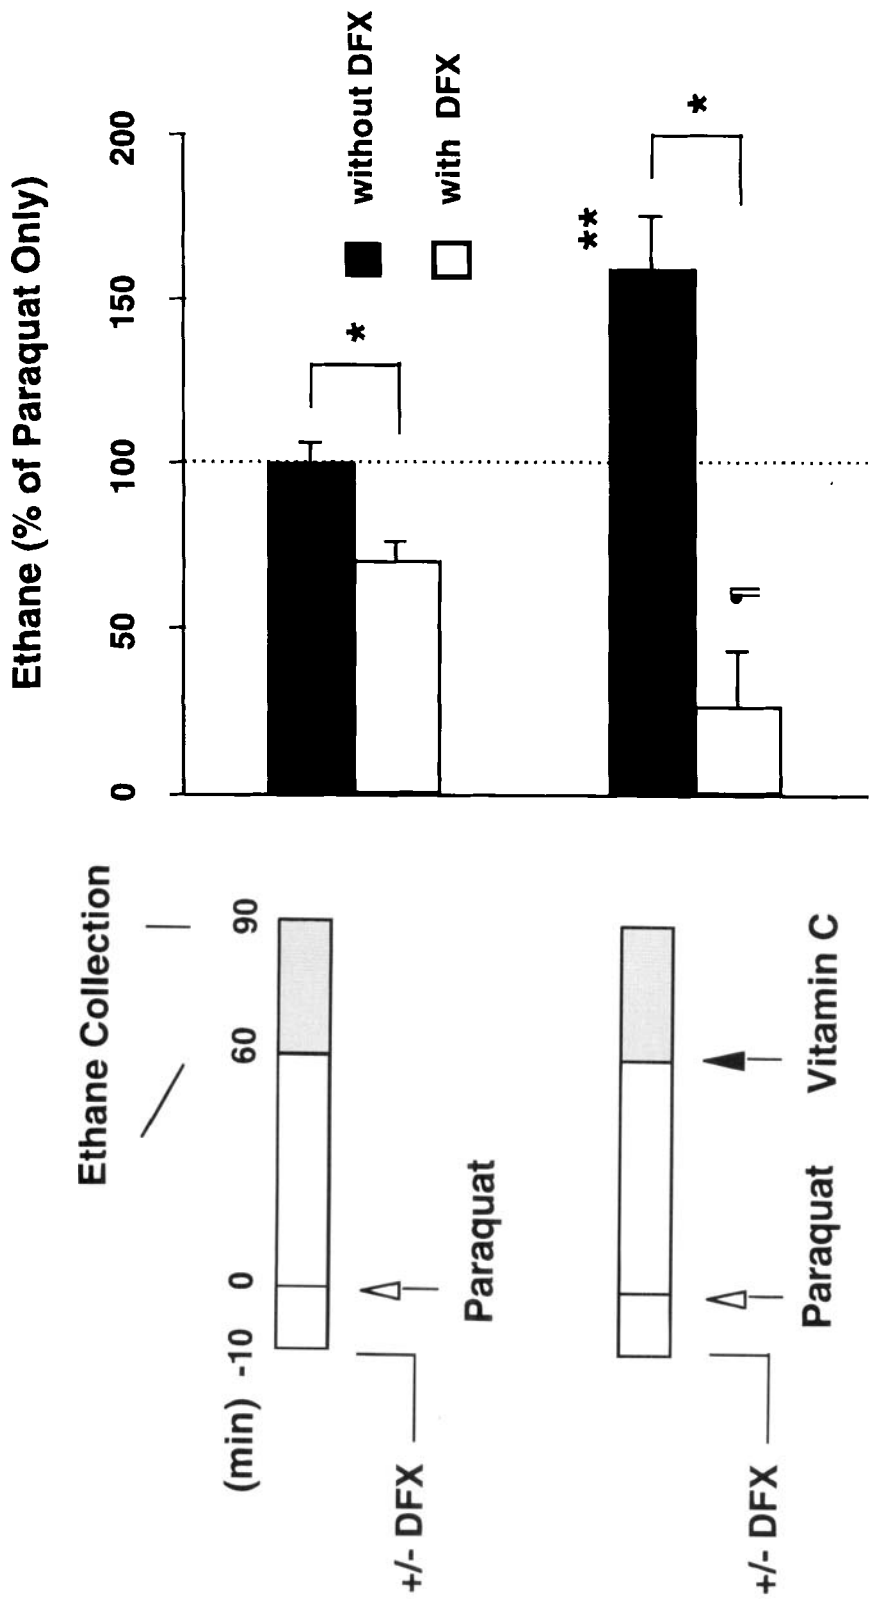 Ethane Collection
Ethane (% of Paraquat Only)
(min) -10 0 60 90
0 50 100 150 200
+/- DFX
Paraquat
*
without DFX
with DFX
+/- DFX
Paraquat
Vitamin C
**
*
¶